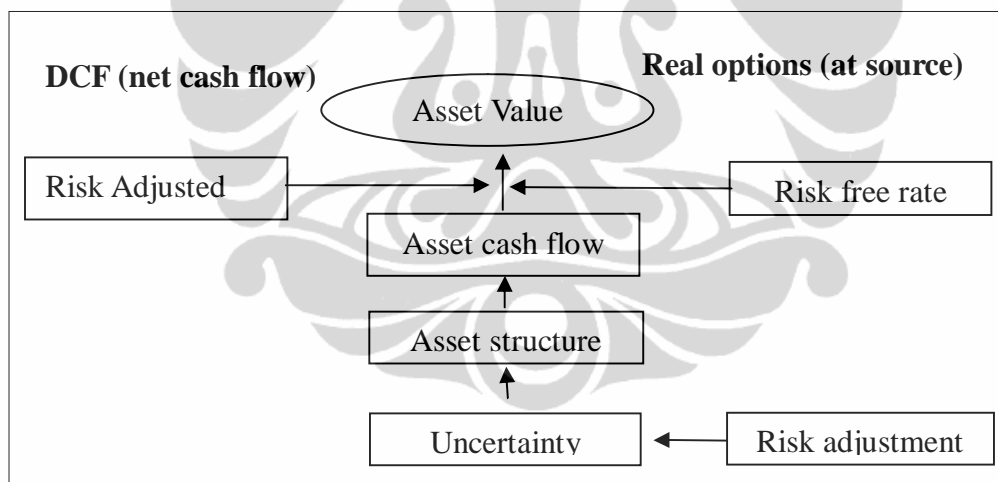 DCF (net cash flow)
Real options (at source)
Asset Value
Risk Adjusted
Risk free rate
Asset cash flow
Asset structure
Uncertainty
Risk adjustment